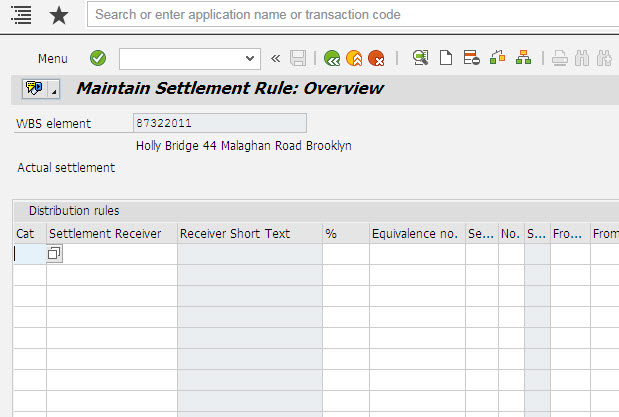 Search or enter application name or transaction code
Menu
Maintain Settlement Rule: Overview
WBS element 87322011
Holly Bridge 44 Malaghan Road Brooklyn
Actual settlement
Distribution rules
Cat Settlement Receiver Receiver Short Text % Equivalence no. Se... No. S... Fro... From